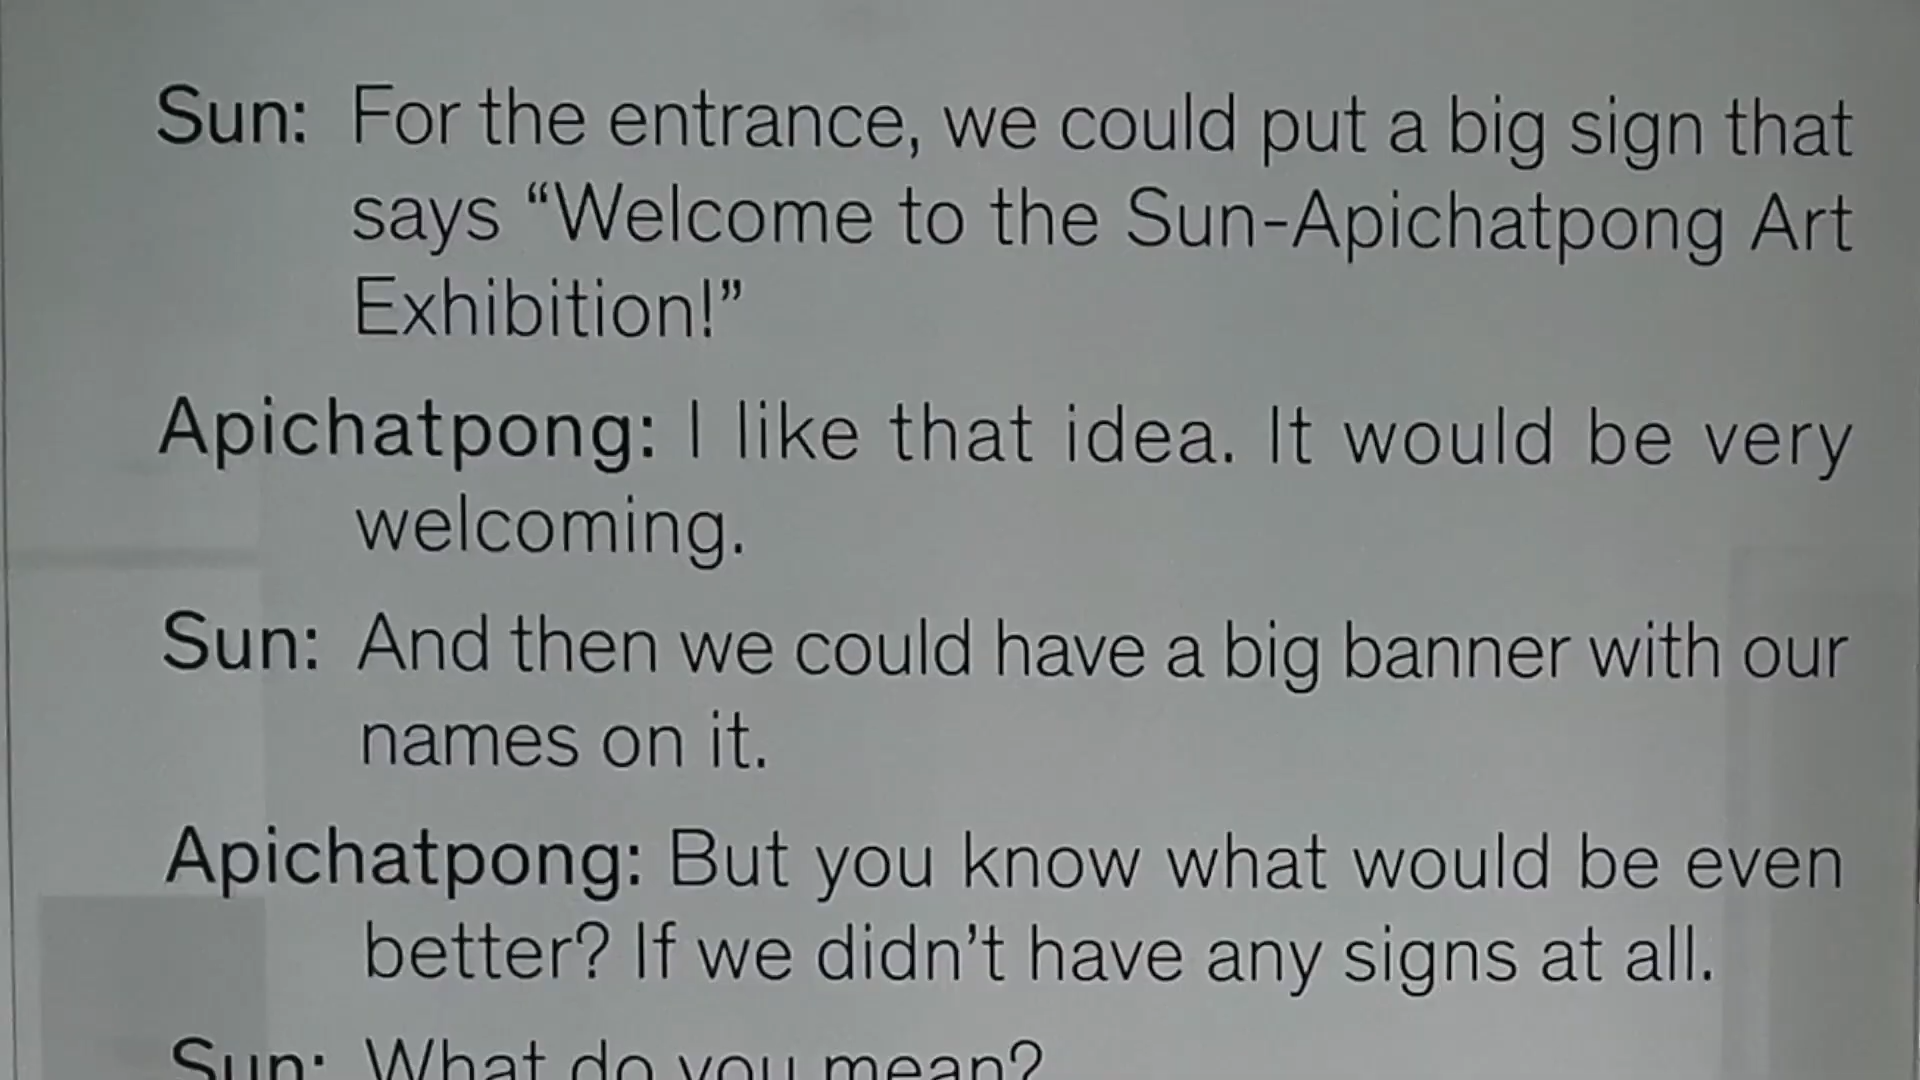 Sun: For the entrance, we could put a big sign that
says “Welcome to the Sun-Apichatpong Art
Exhibition!”
Apichatpong: I like that idea. It would be very
welcoming.
Sun: And then we could have a big banner with our
names on it.
Apichatpong: But you know what would be even
better? If we didn’t have any signs at all.
Sun: What do you mean?